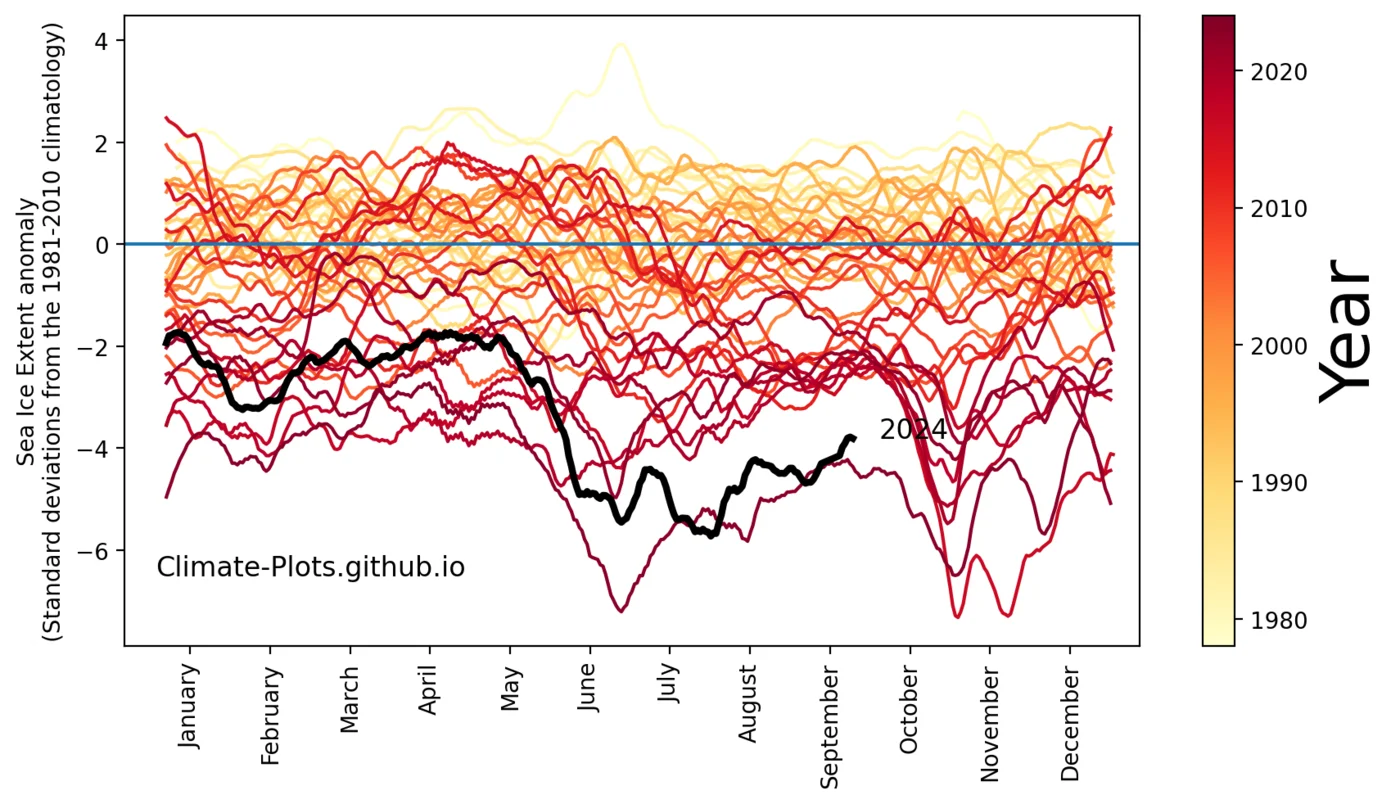 Sea Ice Extent anomaly
(Standard deviations from the 1981-2010 climatology)
4
2
0
−2
−4
−6
2024
Climate-Plots.github.io
January
February
March
April
May
June
July
August
September
October
November
December
2020
2010
2000
1990
1980
Year